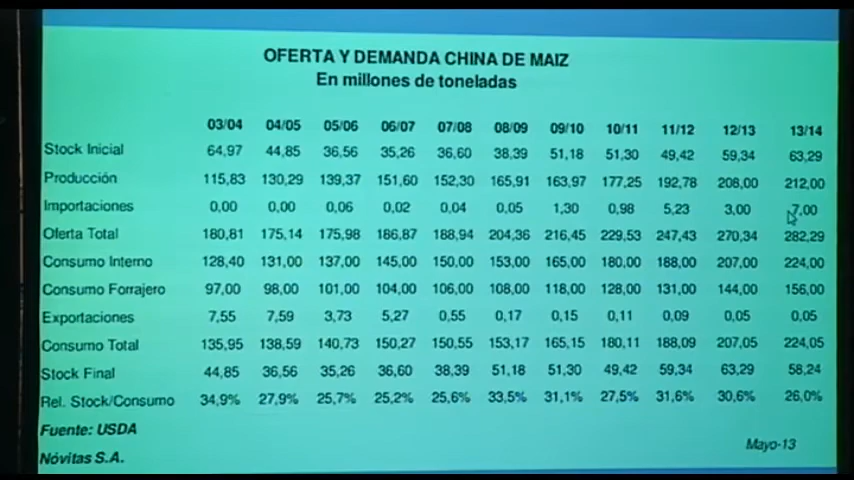 OFERTA Y DEMANDA CHINA DE MAIZ
En millones de toneladas
03/04 04/05 05/06 06/07 07/08 08/09 09/10 10/11 11/12 12/13 13/14
Stock Inicial 64,97 44,85 36,56 35,26 36,60 38,39 51,18 51,30 49,42 59,34 63,29
Producción 115,83 130,29 139,37 151,60 152,30 165,91 163,97 177,25 192,78 208,00 212,00
Importaciones 0,00 0,00 0,06 0,02 0,04 0,05 1,30 0,98 5,23 3,00 7,00
Oferta Total 180,81 175,14 175,98 186,87 188,94 204,36 216,45 229,53 247,43 270,34 282,29
Consumo Interno 128,40 131,00 137,00 145,00 150,00 153,00 165,00 180,00 188,00 207,00 224,00
Consumo Forrajero 97,00 98,00 101,00 104,00 106,00 108,00 118,00 128,00 131,00 144,00 156,00
Exportaciones 7,55 7,59 3,73 5,27 0,55 0,17 0,15 0,11 0,09 0,05 0,05
Consumo Total 135,95 138,59 140,73 150,27 150,55 153,17 165,15 180,11 188,09 207,05 224,05
Stock Final 44,85 36,56 35,26 36,60 38,39 51,18 51,30 49,42 59,34 63,29 58,24
Rel. Stock/Consumo 34,9% 27,9% 25,7% 25,2% 25,6% 33,5% 31,1% 27,5% 31,6% 30,6% 26,0%
Fuente: USDA
Mayo-13
Nóvitas S.A.